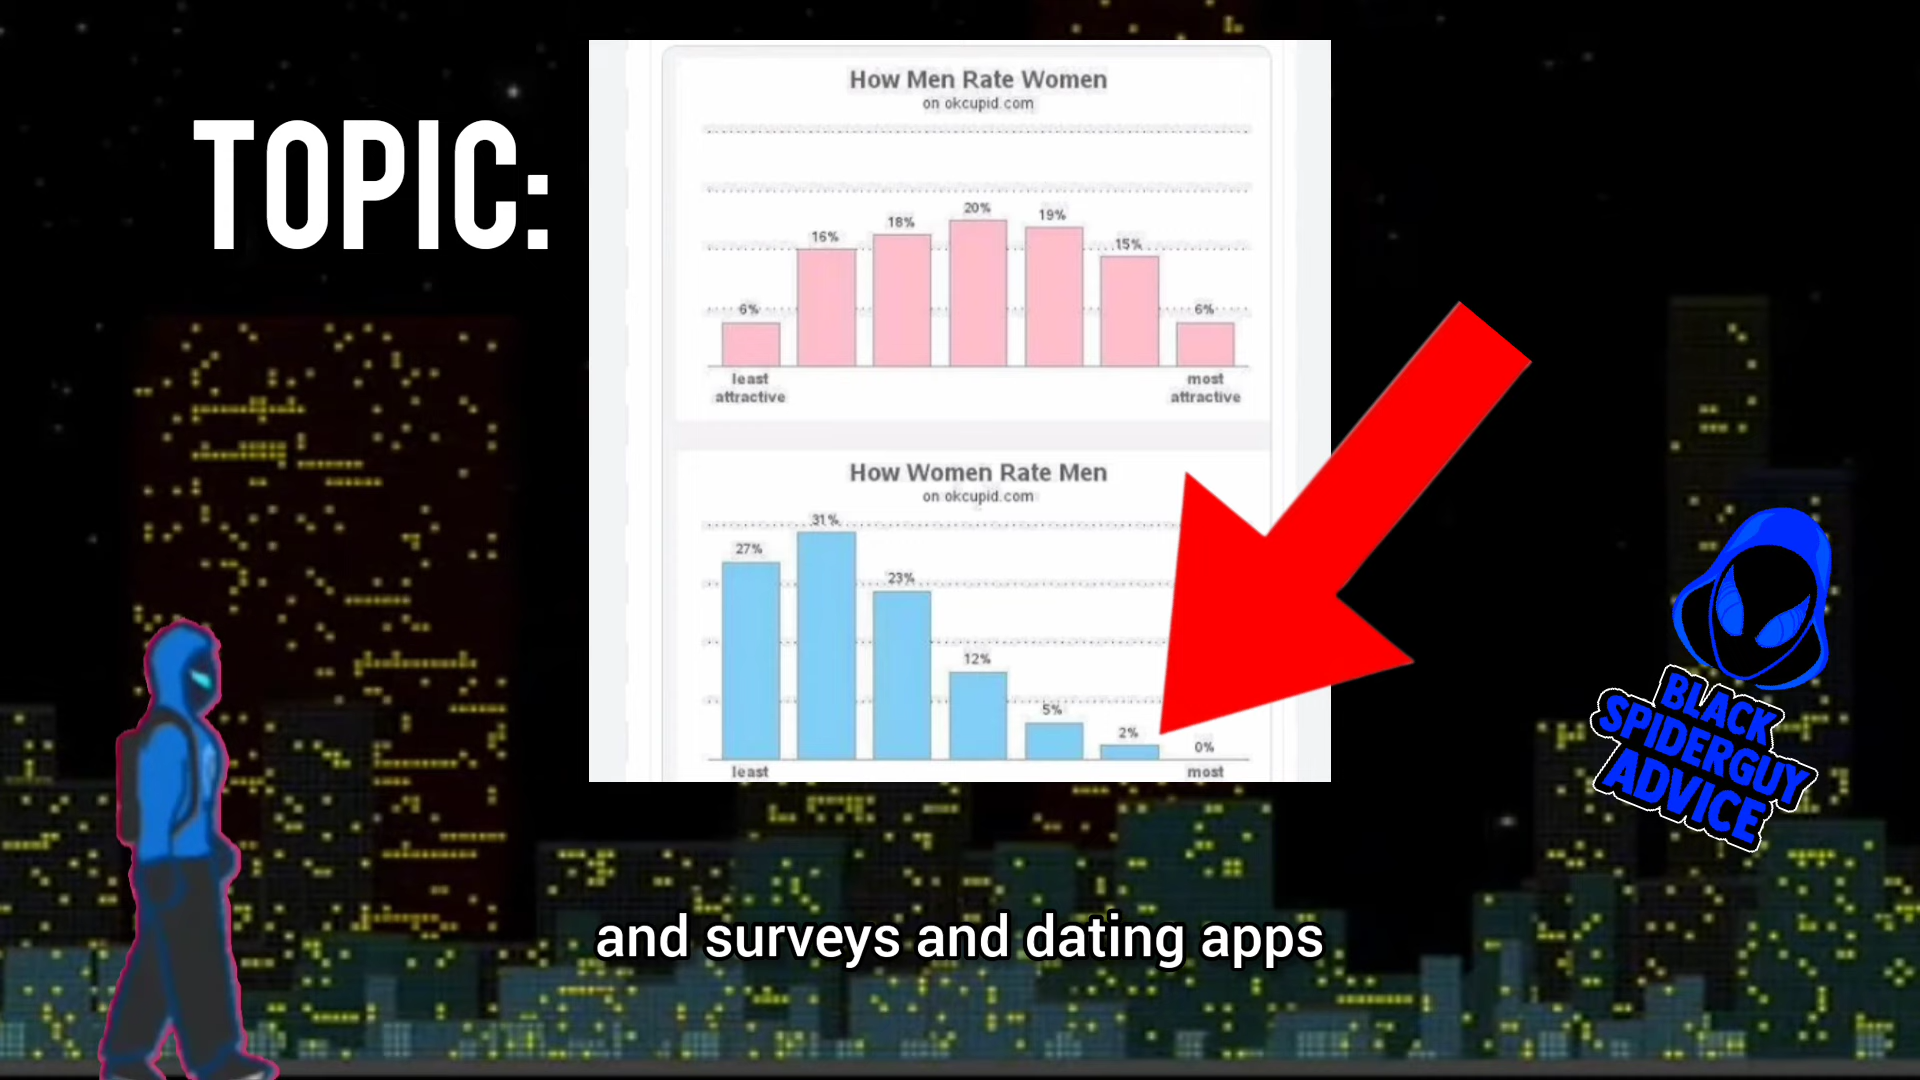 TOPIC:
How Men Rate Women
on okcupid.com
6%
16%
18%
20%
19%
15%
6%
least
attractive
most
attractive
How Women Rate Men
on okcupid.com
27%
31%
23%
12%
5%
2%
0%
least
most
BLACK
SPIDERGUY
ADVICE
and surveys and dating apps